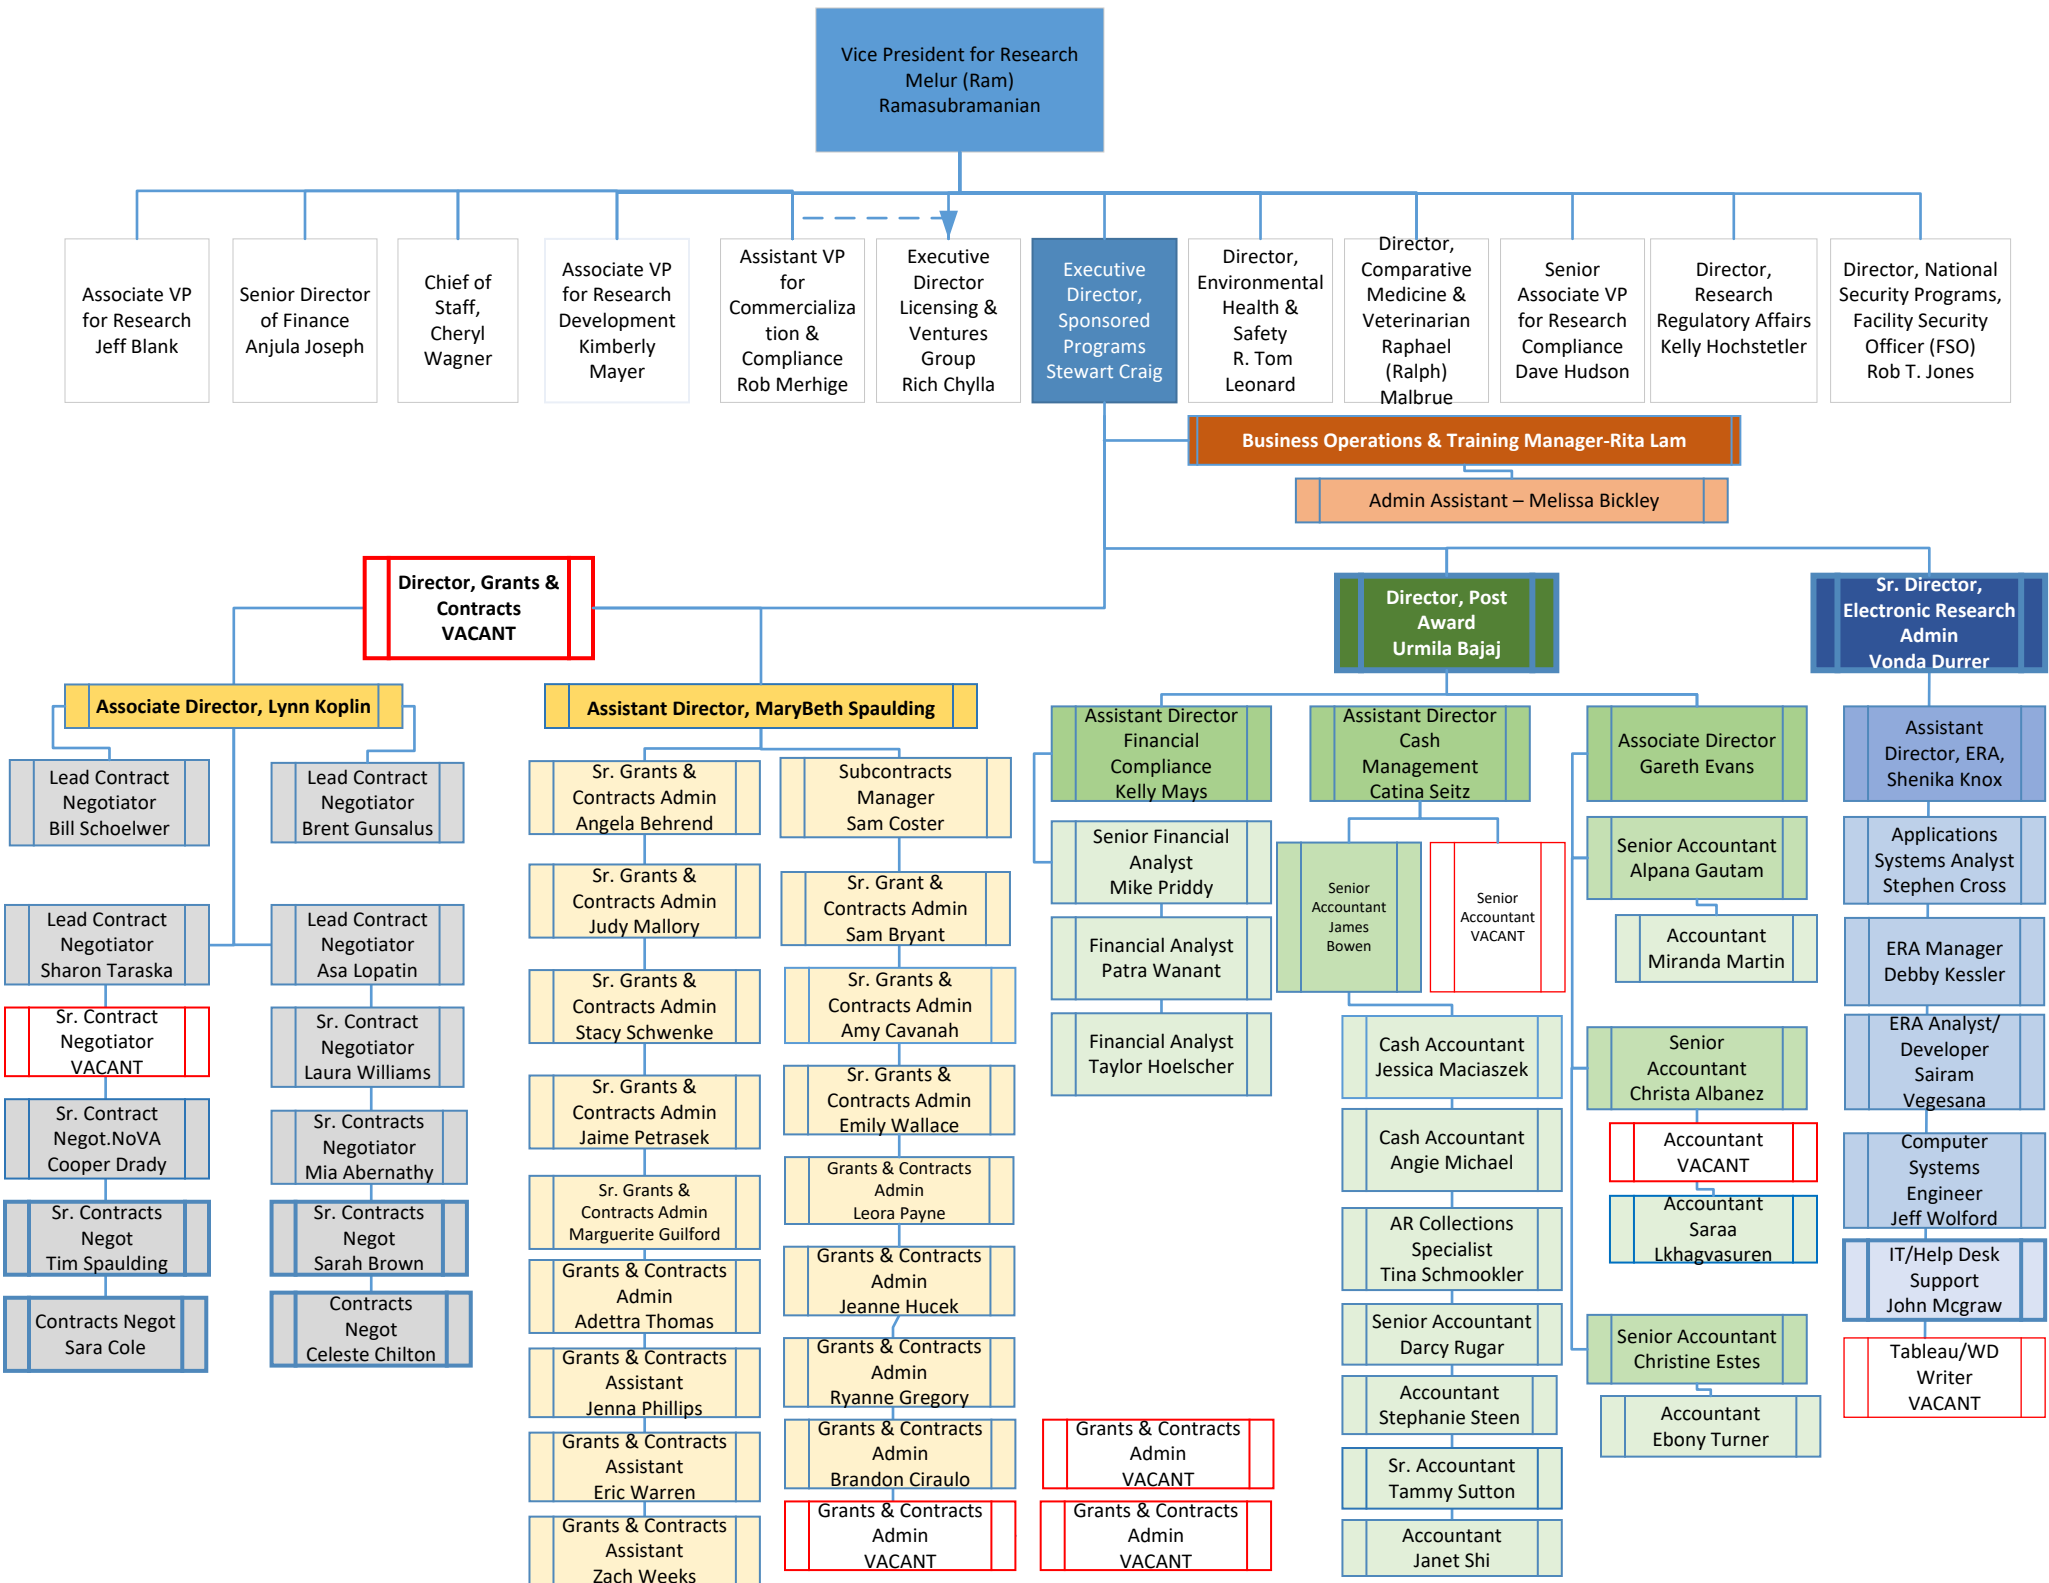 Vice President for Research
Melur (Ram)
Ramasubramanian
Associate VP
for Research
Jeff Blank
Senior Director
of Finance
Anjula Joseph
Chief of
Staff,
Cheryl
Wagner
Associate VP
for Research
Development
Kimberly
Mayer
Assistant VP
for
Commercializa
tion &
Compliance
Rob Merhige
Executive
Director
Licensing &
Ventures
Group
Rich Chylla
Executive
Director,
Sponsored
Programs
Stewart Craig
Director,
Environmental
Health &
Safety
R. Tom
Leonard
Director,
Comparative
Medicine &
Veterinarian
Raphael
(Ralph)
Malbrue
Senior
Associate VP
for Research
Compliance
Dave Hudson
Director,
Research
Regulatory Affairs
Kelly Hochstetler
Director, National
Security Programs,
Facility Security
Officer (FSO)
Rob T. Jones
Business Operations & Training Manager-Rita Lam
Admin Assistant – Melissa Bickley
Director, Grants &
Contracts
VACANT
Director, Post
Award
Urmila Bajaj
Sr. Director,
Electronic Research
Admin
Vonda Durrer
Associate Director, Lynn Koplin
Lead Contract
Negotiator
Bill Schoelwer
Lead Contract
Negotiator
Brent Gunsalus
Lead Contract
Negotiator
Sharon Taraska
Sr. Contract
Negotiator
VACANT
Sr. Contract
Negot.NoVA
Cooper Drady
Sr. Contracts
Negot
Tim Spaulding
Contracts Negot
Sara Cole
Lead Contract
Negotiator
Asa Lopatin
Sr. Contract
Negotiator
Laura Williams
Sr. Contracts
Negotiator
Mia Abernathy
Sr. Contracts
Negot
Sarah Brown
Contracts
Negot
Celeste Chilton
Assistant Director, MaryBeth Spaulding
Sr. Grants &
Contracts Admin
Angela Behrend
Sr. Grants &
Contracts Admin
Judy Mallory
Sr. Grants &
Contracts Admin
Stacy Schwenke
Sr. Grants &
Contracts Admin
Jaime Petrasek
Sr. Grants &
Contracts Admin
Marguerite Guilford
Grants & Contracts
Admin
Adettra Thomas
Grants & Contracts
Assistant
Jenna Phillips
Grants & Contracts
Assistant
Eric Warren
Grants & Contracts
Assistant
Zach Weeks
Subcontracts
Manager
Sam Coster
Sr. Grant &
Contracts Admin
Sam Bryant
Sr. Grants &
Contracts Admin
Amy Cavanah
Sr. Grants &
Contracts Admin
Emily Wallace
Grants & Contracts
Admin
Leora Payne
Grants & Contracts
Admin
Jeanne Hucek
Grants & Contracts
Admin
Ryanne Gregory
Grants & Contracts
Admin
Brandon Ciraulo
Grants & Contracts
Admin
VACANT
Grants & Contracts
Admin
VACANT
Grants & Contracts
Admin
VACANT
Assistant Director
Financial
Compliance
Kelly Mays
Senior Financial
Analyst
Mike Priddy
Financial Analyst
Patra Wanant
Financial Analyst
Taylor Hoelscher
Assistant Director
Cash
Management
Catina Seitz
Senior
Accountant
James
Bowen
Senior
Accountant
VACANT
Cash Accountant
Jessica Maciaszek
Cash Accountant
Angie Michael
AR Collections
Specialist
Tina Schmookler
Senior Accountant
Darcy Rugar
Accountant
Stephanie Steen
Sr. Accountant
Tammy Sutton
Accountant
Janet Shi
Associate Director
Gareth Evans
Senior Accountant
Alpana Gautam
Accountant
Miranda Martin
Senior
Accountant
Christa Albanez
Accountant
VACANT
Accountant
Saraa
Lkhagvasuren
Senior Accountant
Christine Estes
Accountant
Ebony Turner
Assistant
Director, ERA,
Shenika Knox
Applications
Systems Analyst
Stephen Cross
ERA Manager
Debby Kessler
ERA Analyst/
Developer
Sairam
Vegesana
Computer
Systems
Engineer
Jeff Wolford
IT/Help Desk
Support
John Mcgraw
Tableau/WD
Writer
VACANT